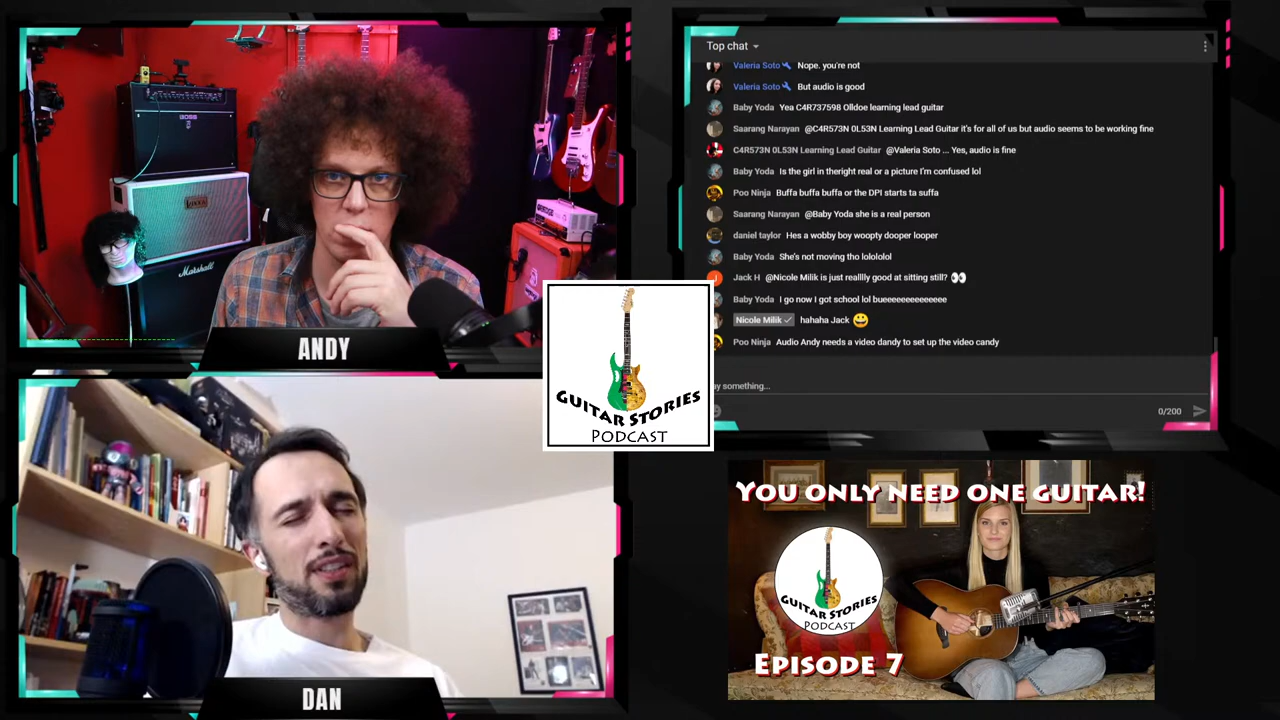 ANDY
DAN
GUITAR STORIES
PODCAST
Top chat
Valeria Soto Nope. you're not
Valeria Soto But audio is good
Baby Yoda Yea C4R737598 Olldoe learning lead guitar
Saarang Narayan @C4R573N 0L53N Learning Lead Guitar it's for all of us but audio seems to be working fine
C4R573N 0L53N Learning Lead Guitar @Valeria Soto ... Yes, audio is fine
Baby Yoda Is the girl in theright real or a picture I'm confused lol
Poo Ninja Buffa buffa buffa or the DPI starts ta suffa
Saarang Narayan @Baby Yoda she is a real person
daniel taylor Hes a wobby boy woopty dooper looper
Baby Yoda She's not moving tho lolololol
Jack H @Nicole Milik is just realllly good at sitting still? 👀
Baby Yoda I go now I got school lol bueeeeeeeeeeeeee
Nicole Milik hahaha Jack 😀
Poo Ninja Audio Andy needs a video dandy to set up the video candy
ay something...
0/200
YOU ONLY NEED ONE GUITAR!
GUITAR STORIES
PODCAST
EPISODE 7
Marshall